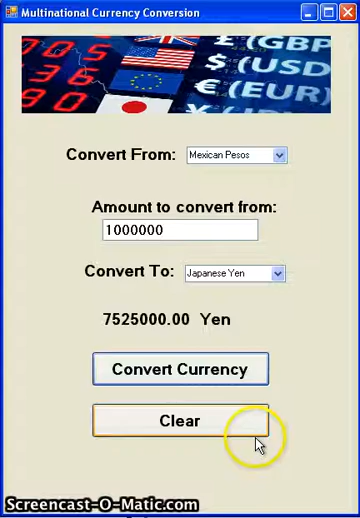 Multinational Currency Conversion
£ (GBP
$ (USD
€ (EUR
Convert From: Mexican Pesos
Amount to convert from:
1000000
Convert To: Japanese Yen
7525000.00 Yen
Convert Currency
Clear
Screencast-O-Matic.com